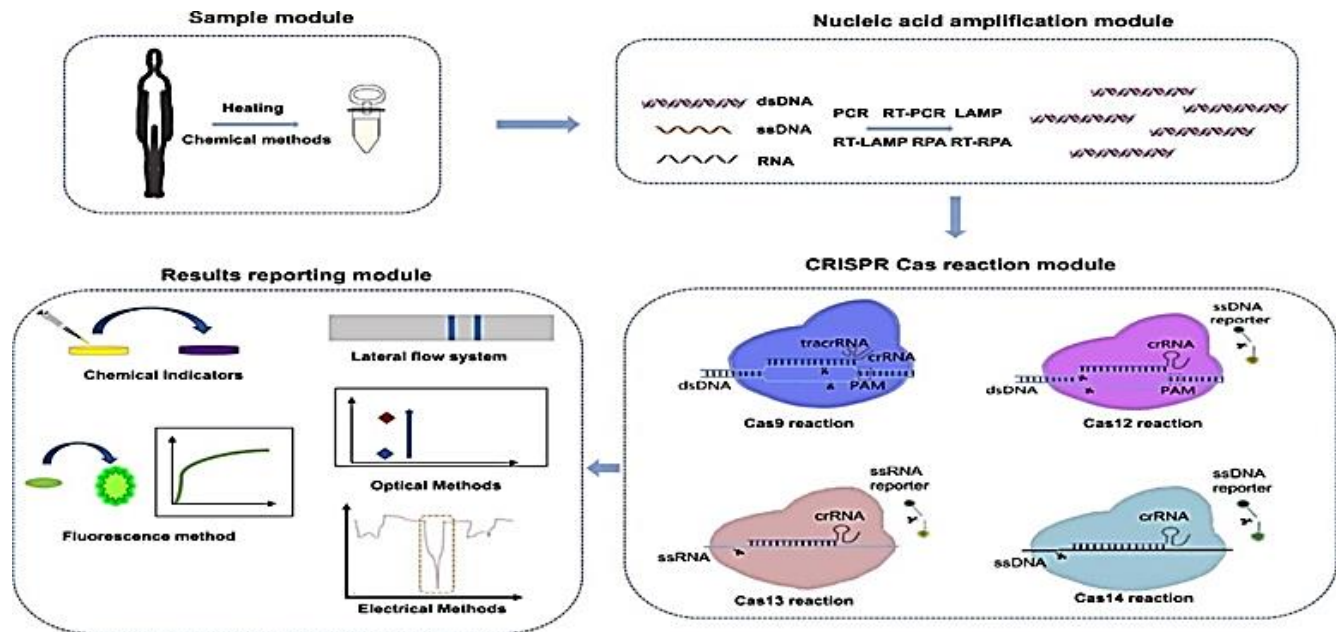 Sample module
Heating
Chemical methods
Nucleic acid amplification module
dsDNA
ssDNA
RNA
PCR RT-PCR LAMP
RT-LAMP RPA RT-RPA
CRISPR Cas reaction module
tracrRNA
crRNA
dsDNA
PAM
Cas9 reaction
ssDNA
reporter
crRNA
dsDNA
PAM
Cas12 reaction
ssRNA
reporter
crRNA
ssRNA
Cas13 reaction
ssDNA
reporter
crRNA
ssDNA
Cas14 reaction
Results reporting module
Chemical Indicators
Lateral flow system
Fluorescence method
Optical Methods
Electrical Methods